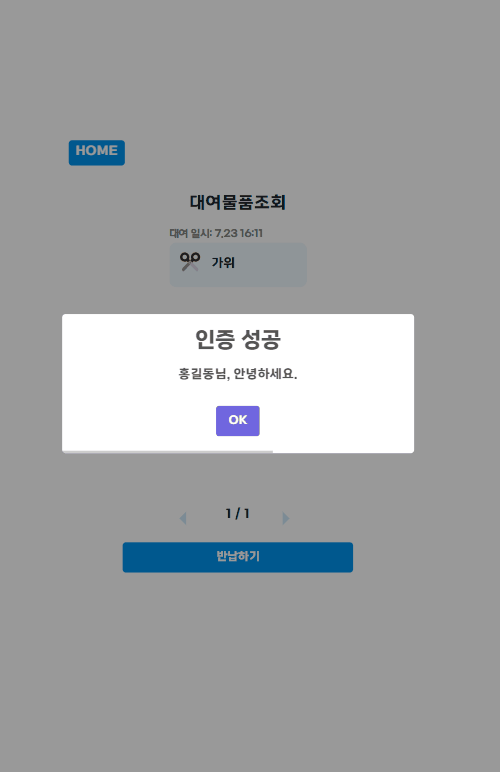 HOME
대여물품조회
대여 일시: 7.23 16:11
가위
인증 성공
홍길동님, 안녕하세요.
OK
1 / 1
반납하기